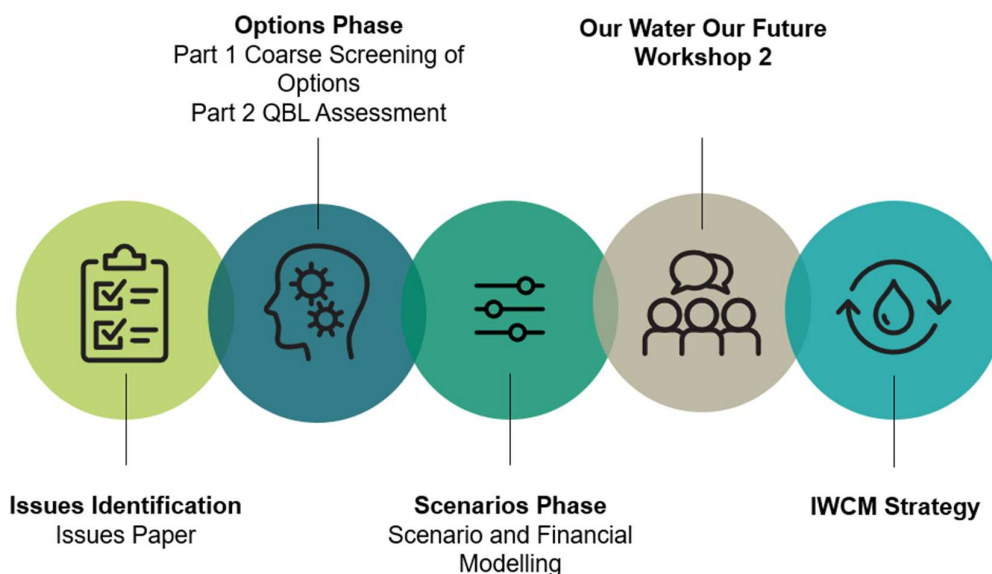 Options Phase
Part 1 Coarse Screening of
Options
Part 2 QBL Assessment
Our Water Our Future
Workshop 2
Issues Identification
Issues Paper
Scenarios Phase
Scenario and Financial
Modelling
IWCM Strategy